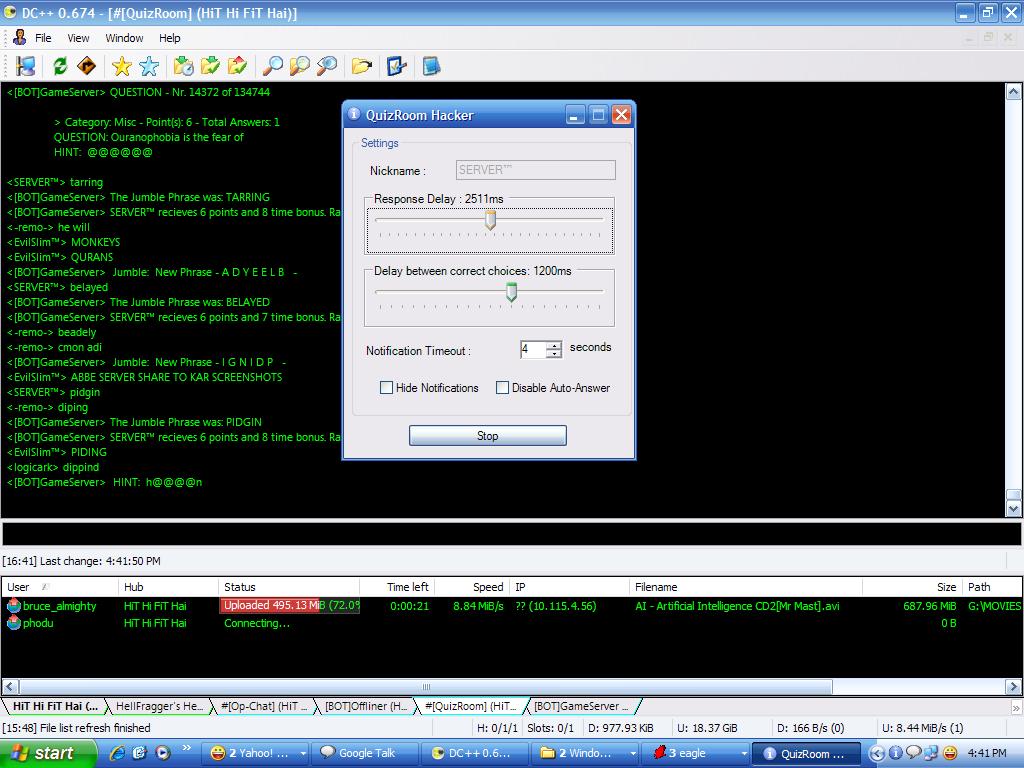 DC++ 0.674 - [#[QuizRoom] (HiT Hi FiT Hai)]
File View Window Help
<[BOT]GameServer> QUESTION - Nr. 14372 of 134744
> Category: Misc - Point(s): 6 - Total Answers: 1
QUESTION: Ouranophobia is the fear of
HINT: @@@@@@
<SERVER™> tarring
<[BOT]GameServer> The Jumble Phrase was: TARRING
<[BOT]GameServer> SERVER™ recieves 6 points and 8 time bonus. Ra
<-remo-> he will
<EvilSlim™> MONKEYS
<EvilSlim™> QURANS
<[BOT]GameServer> Jumble: New Phrase - A D Y E E L B -
<SERVER™> belayed
<[BOT]GameServer> The Jumble Phrase was: BELAYED
<[BOT]GameServer> SERVER™ recieves 6 points and 7 time bonus. Ra
<-remo-> beadely
<-remo-> cmon adi
<[BOT]GameServer> Jumble: New Phrase - I G N I D P -
<EvilSlim™> ABBE SERVER SHARE TO KAR SCREENSHOTS
<SERVER™> pidgin
<-remo-> diping
<[BOT]GameServer> The Jumble Phrase was: PIDGIN
<[BOT]GameServer> SERVER™ recieves 6 points and 8 time bonus. Ra
<EvilSlim™> PIDING
<logicark> dippind
<[BOT]GameServer> HINT: h@@@@n
QuizRoom Hacker
Settings
Nickname : SERVER™
Response Delay : 2511ms
Delay between correct choices: 1200ms
Notification Timeout : 4 seconds
Hide Notifications Disable Auto-Answer
Stop
[16:41] Last change: 4:41:50 PM
User Hub Status Time left Speed IP Filename Size Path
bruce_almighty HiT Hi FiT Hai Uploaded 495.13 MiB (72.0% 0:00:21 8.84 MiB/s ?? (10.115.4.56) AI - Artificial Intelligence CD2[Mr Mast].avi 687.96 MiB G:\MOVIES
phodu HiT Hi FiT Hai Connecting... 0 B
HiT Hi FiT Hai (... HellFragger's He... #[Op-Chat] (HiT ... [BOT]Offliner (H... #[QuizRoom] (HiT... [BOT]GameServer ...
[15:48] File list refresh finished H: 0/1/1 Slots: 0/1 D: 977.93 KiB U: 18.37 GiB D: 166 B/s (0) U: 8.44 MiB/s (1)
start 2 Yahoo! ... Google Talk DC++ 0.6... 2 Windo... 3 eagle QuizRoom ... 4:41 PM